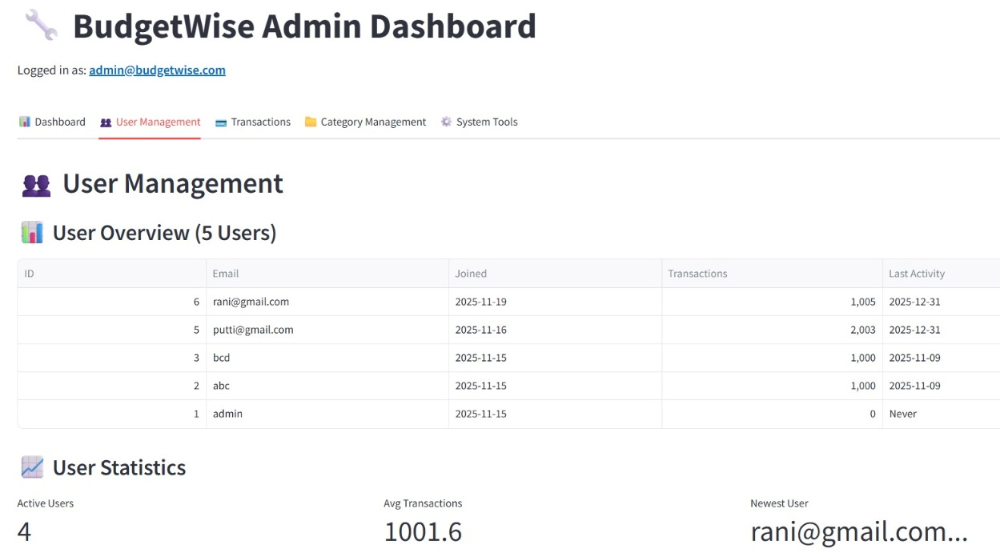 BudgetWise Admin Dashboard
Logged in as: admin@budgetwise.com
Dashboard User Management Transactions Category Management System Tools
User Management
User Overview (5 Users)
ID Email Joined Transactions Last Activity
6 rani@gmail.com 2025-11-19 1,005 2025-12-31
5 putti@gmail.com 2025-11-16 2,003 2025-12-31
3 bcd 2025-11-15 1,000 2025-11-09
2 abc 2025-11-15 1,000 2025-11-09
1 admin 2025-11-15 0 Never
User Statistics
Active Users Avg Transactions Newest User
4 1001.6 rani@gmail.com...